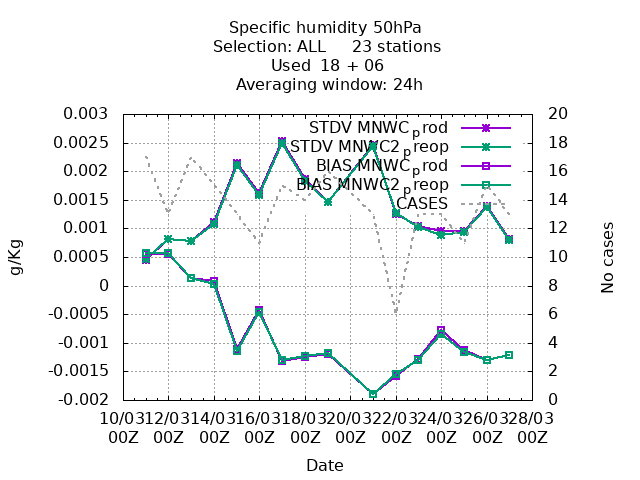 Specific humidity 50hPa
Selection: ALL 23 stations
Used 18 + 06
Averaging window: 24h
0.003
0.0025
0.002
0.0015
0.001
0.0005
0
-0.0005
-0.001
-0.0015
-0.002
20
18
16
14
12
10
8
6
4
2
0
STDV MNWC_prod
STDV MNWC2_preop
BIAS MNWC_prod
BIAS MNWC2_preop
CASES
g/Kg
No cases
10/03 12/03 14/03 16/03 18/03 20/03 22/03 24/03 26/03 28/03
00Z 00Z 00Z 00Z 00Z 00Z 00Z 00Z 00Z 00Z
Date